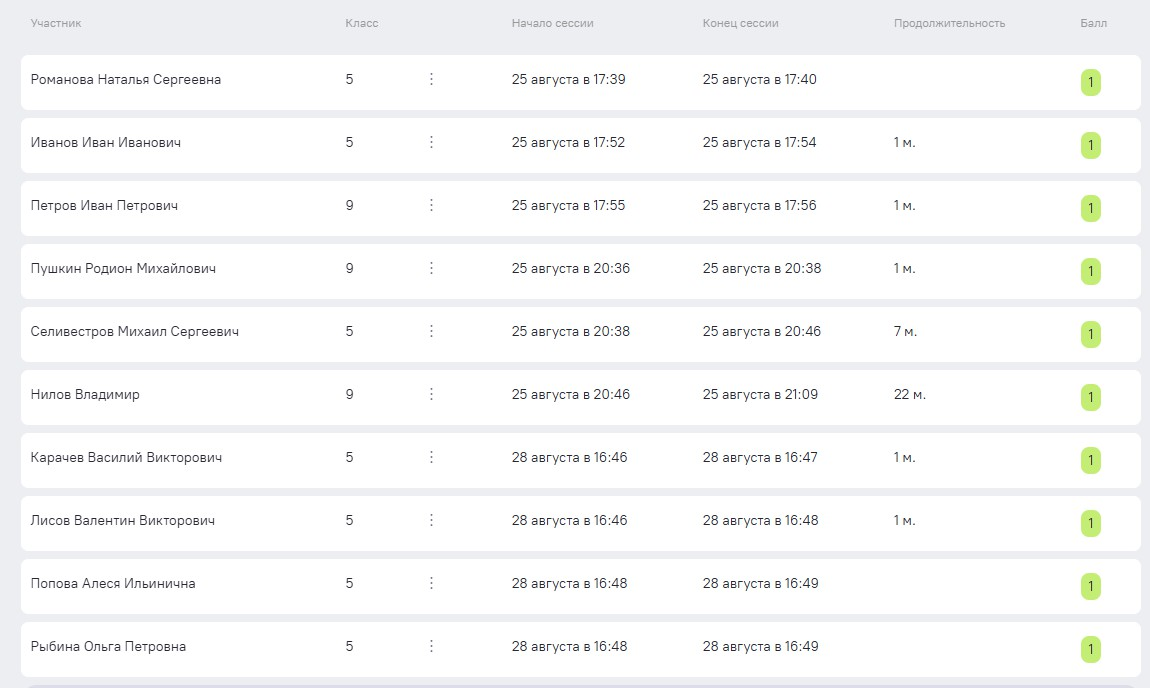 Участник Класс Начало сессии Конец сессии Продолжительность Балл
Романова Наталья Сергеевна 5 25 августа в 17:39 25 августа в 17:40 1
Иванов Иван Иванович 5 25 августа в 17:52 25 августа в 17:54 1 м. 1
Петров Иван Петрович 9 25 августа в 17:55 25 августа в 17:56 1 м. 1
Пушкин Родион Михайлович 9 25 августа в 20:36 25 августа в 20:38 1 м. 1
Селивестров Михаил Сергеевич 5 25 августа в 20:38 25 августа в 20:46 7 м. 1
Нилов Владимир 9 25 августа в 20:46 25 августа в 21:09 22 м. 1
Карачев Василий Викторович 5 28 августа в 16:46 28 августа в 16:47 1 м. 1
Лисов Валентин Викторович 5 28 августа в 16:46 28 августа в 16:48 1 м. 1
Попова Алеся Ильинична 5 28 августа в 16:48 28 августа в 16:49 1
Рыбина Ольга Петровна 5 28 августа в 16:48 28 августа в 16:49 1